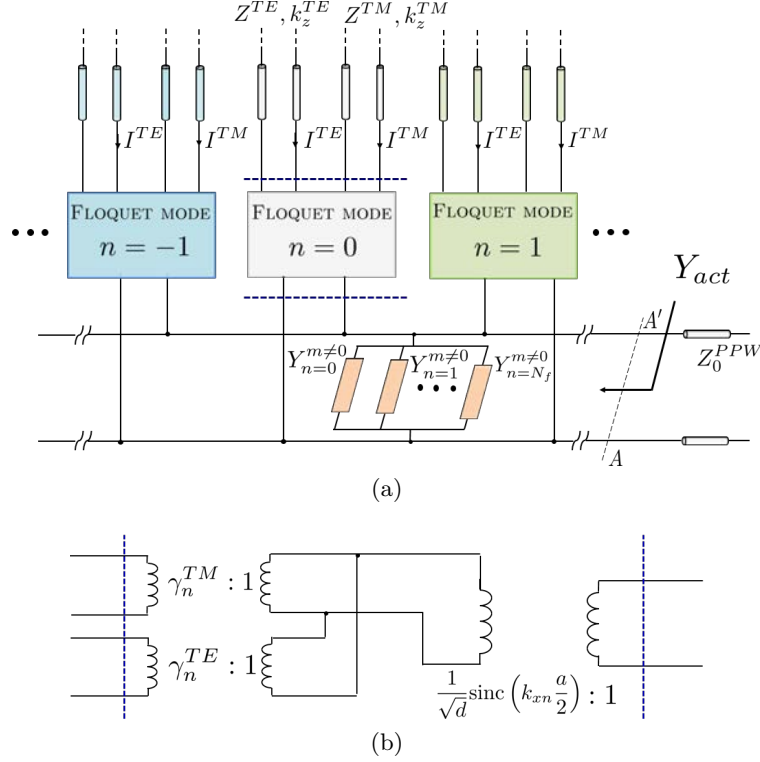 Z^{TE}, k_z^{TE} Z^{TM}, k_z^{TM}
I^{TE} I^{TM} I^{TE} I^{TM} I^{TE} I^{TM}
FLOQUET MODE FLOQUET MODE FLOQUET MODE
••• n = −1 n = 0 n = 1 •••
Y_{act}
A′
Y_{n=0}^{m≠0} Y_{n=1}^{m≠0} ••• Y_{n=N_f}^{m≠0} Z_0^{PPW}
A
(a)
γ_n^{TM} : 1
γ_n^{TE} : 1
\frac{1}{\sqrt{d}} sinc (k_{xn} \frac{a}{2}) : 1
(b)